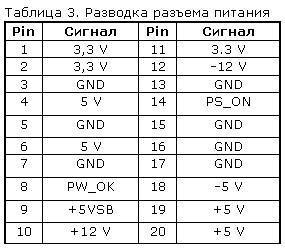 Таблица 3. Разводка разъема питания
Pin Сигнал Pin Сигнал
1 3,3 V 11 3.3 V
2 3,3 V 12 -12 V
3 GND 13 GND
4 5 V 14 PS_ON
5 GND 15 GND
6 5 V 16 GND
7 GND 17 GND
8 PW_OK 18 -5 V
9 +5VSB 19 +5 V
10 +12 V 20 +5 V